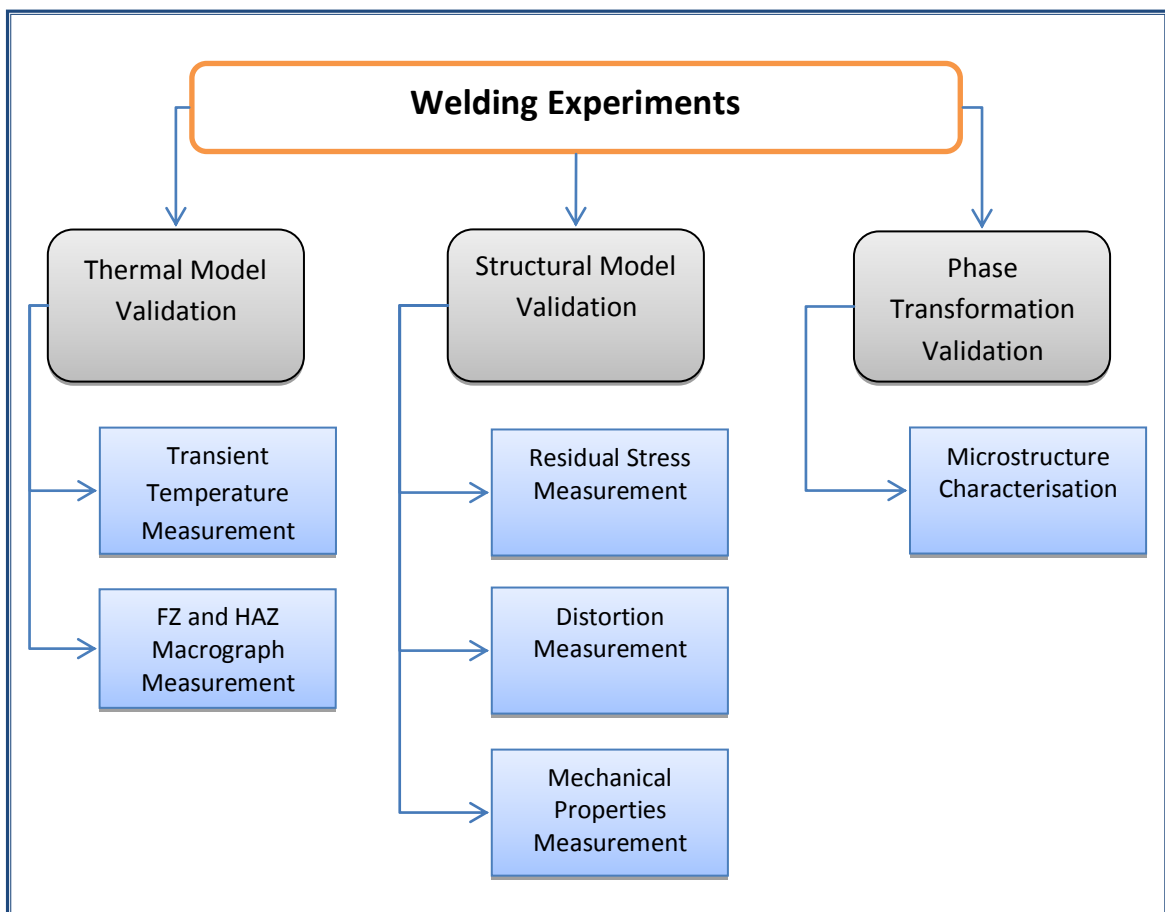 Welding Experiments
Thermal Model
Validation
Structural Model
Validation
Phase
Transformation
Validation
Transient
Temperature
Measurement
FZ and HAZ
Macrograph
Measurement
Residual Stress
Measurement
Distortion
Measurement
Mechanical
Properties
Measurement
Microstructure
Characterisation